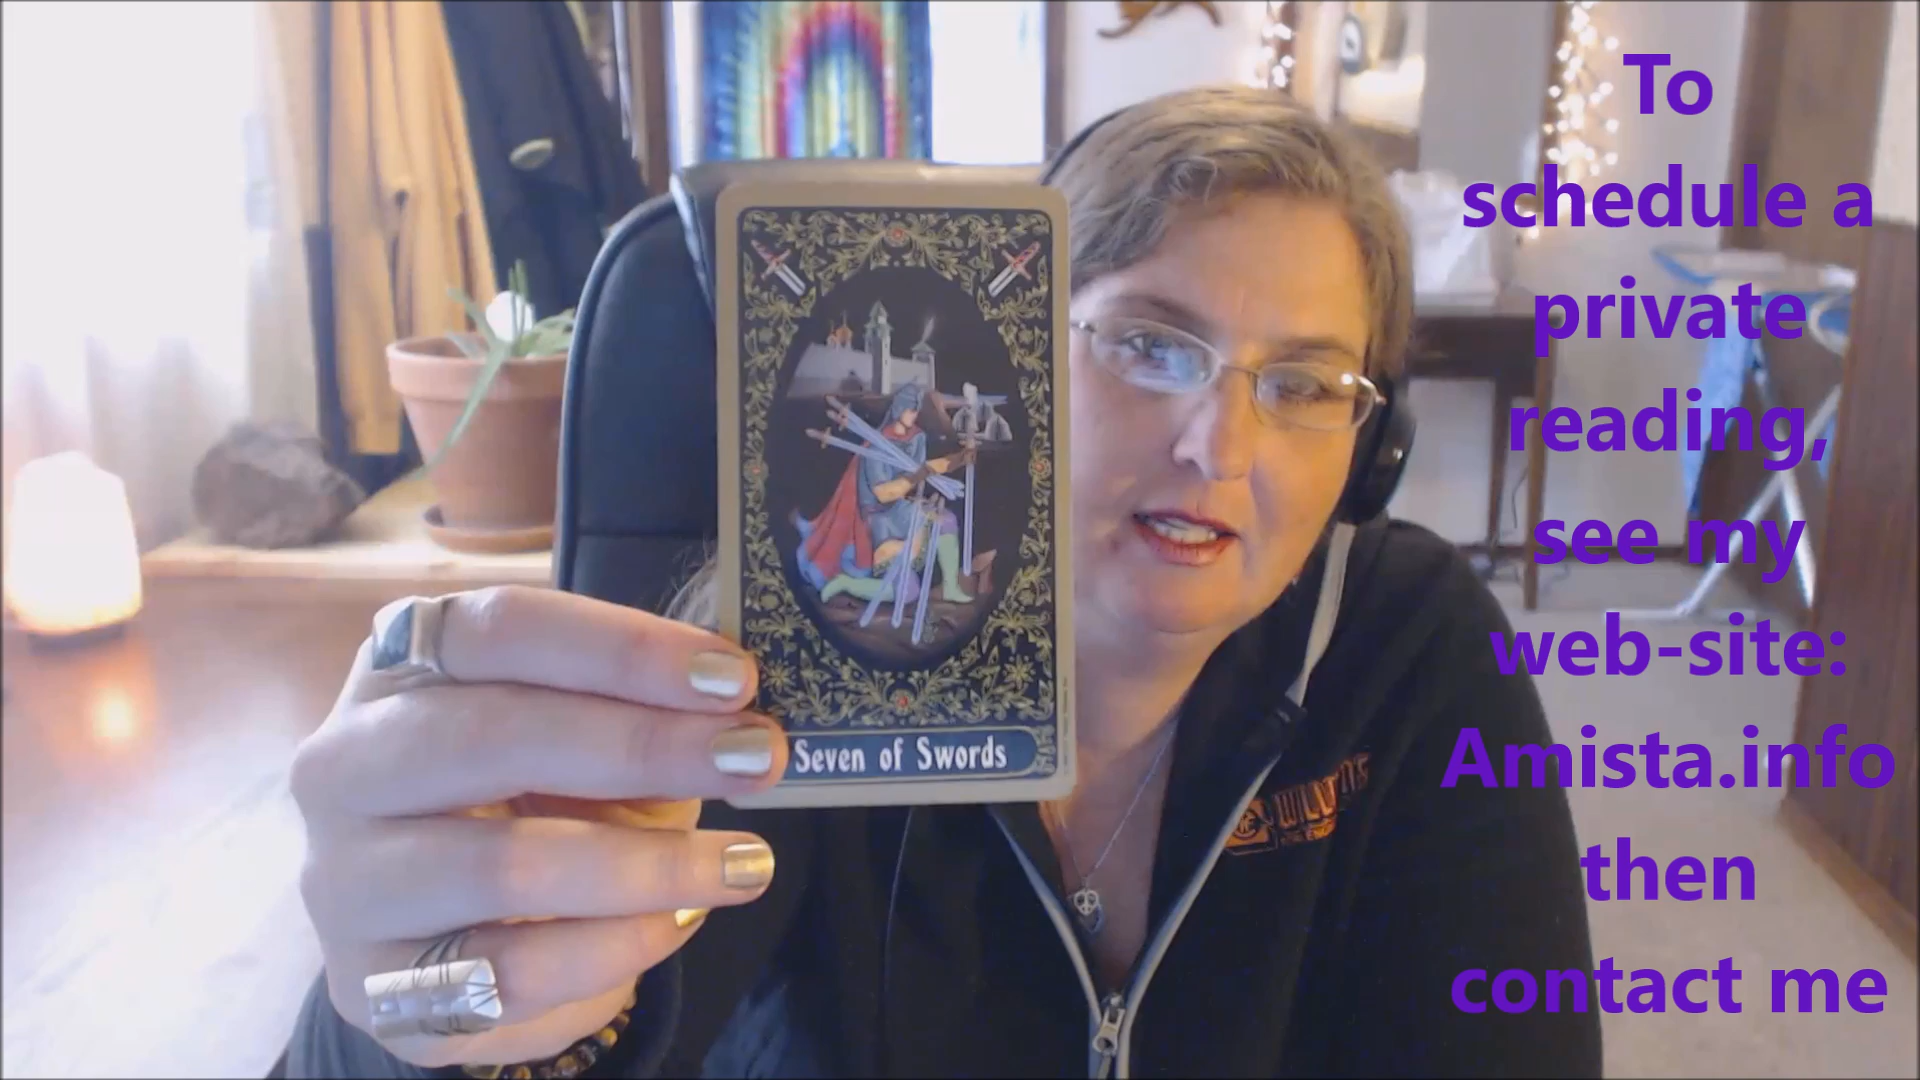 To
schedule a
private
reading,
see my
web-site:
Amista.info
then
contact me
Seven of Swords